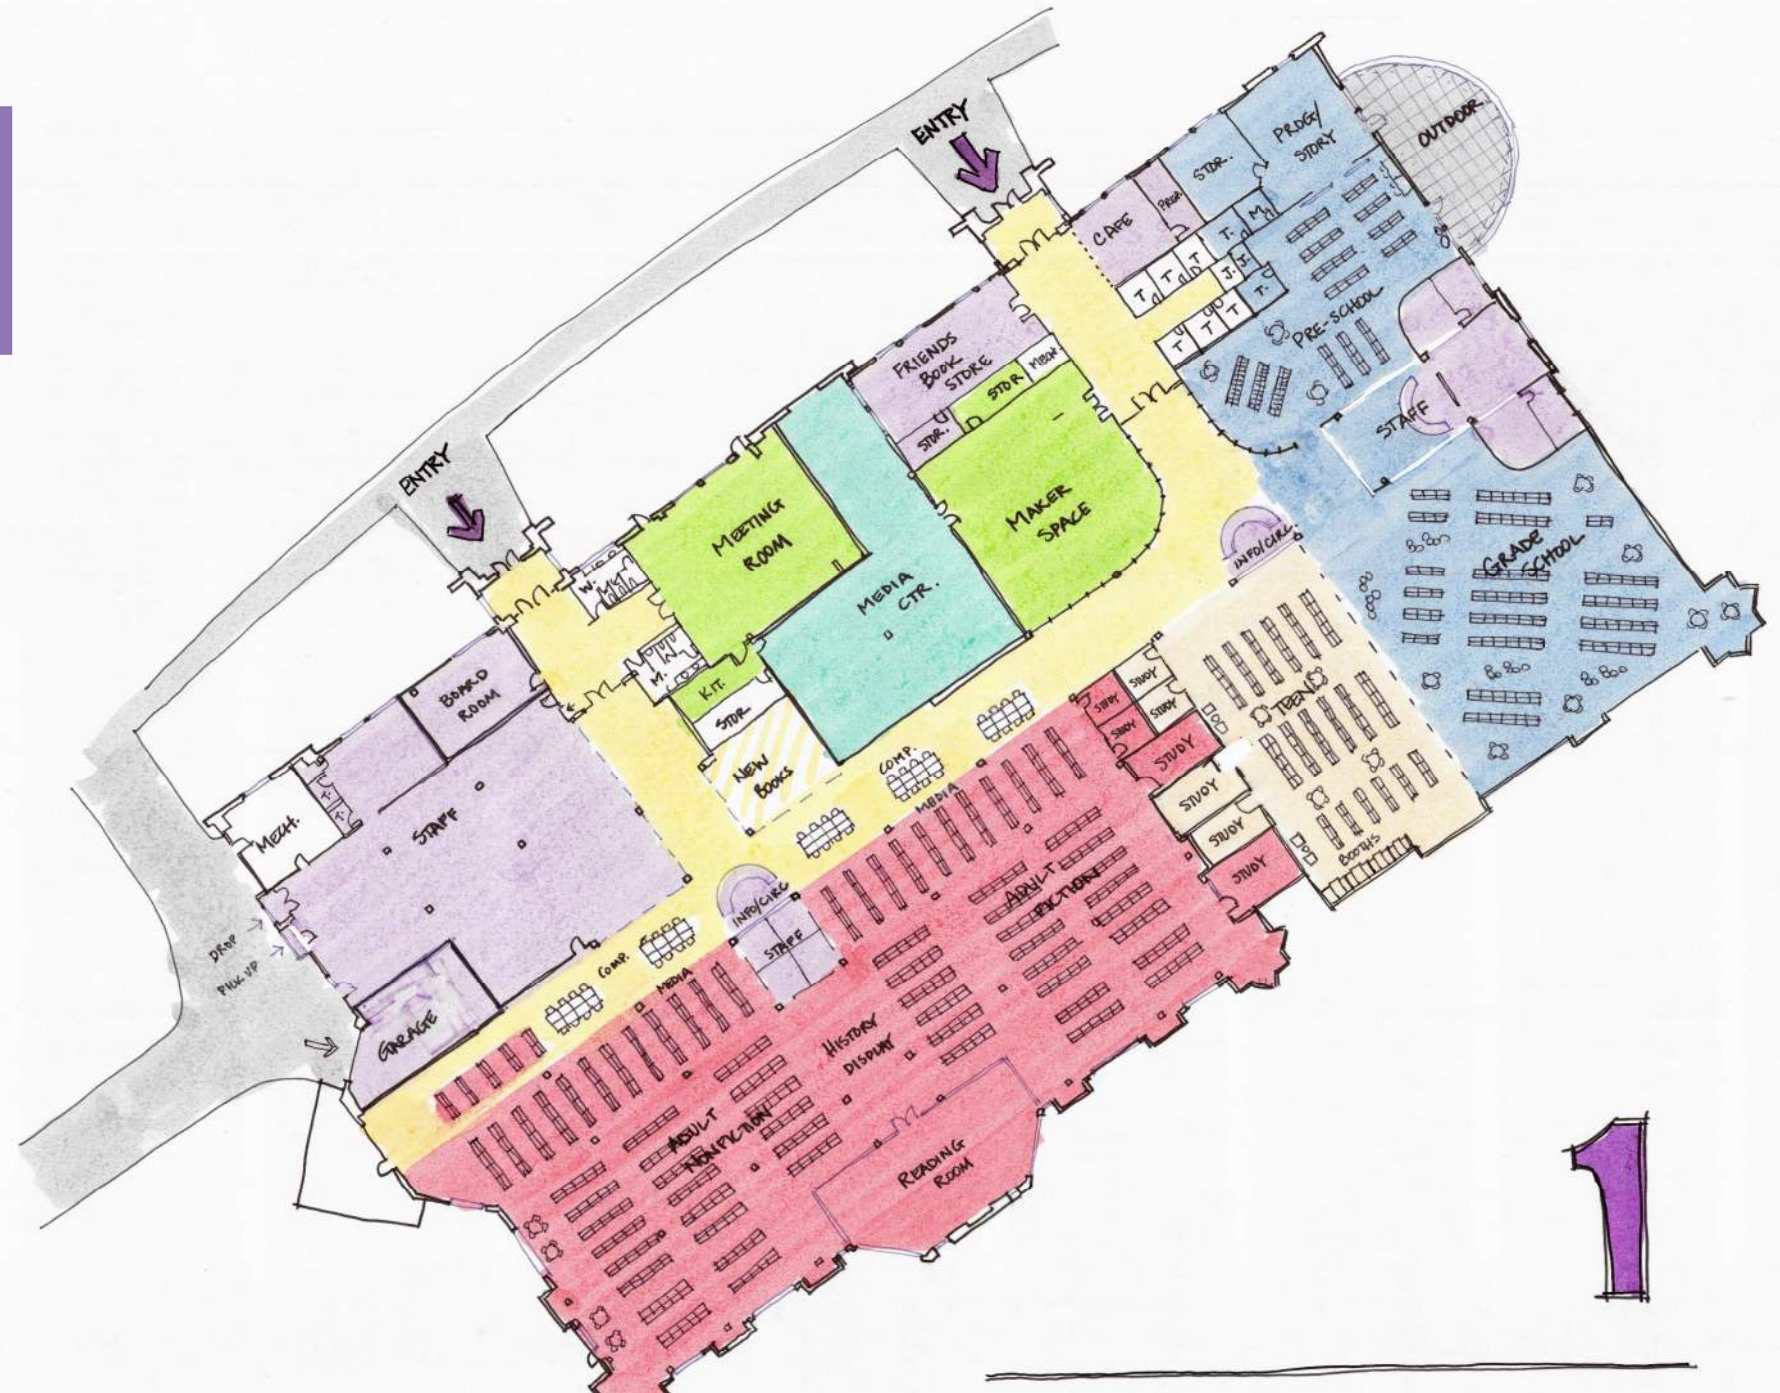 ENTRY
OUTDOOR
PROG/
STORY
STOR.
M.
CAFE
PREP.
T.
J.
T
T
T
J.
T.
T
T
T
PRE-SCHOOL
FRIENDS
BOOK
STORE
MECH.
STOR
STOR.
STAFF
ENTRY
MEETING
ROOM
MAKER
SPACE
MEDIA
CTR.
INFO/CIRC.
GRADE
SCHOOL
W.
M.
KIT.
STOR.
NEW
BOOKS
BOARD
ROOM
MECH.
T.
T.
STAFF
STUDY
STUDY
STUDY
STUDY
STUDY
STUDY
STUDY
STUDY
TEEN
BOOTHS
COMP.
MEDIA
ADULT
FICTION
INFO/CIRC
STAFF
COMP.
MEDIA
DROP
PICK UP
GARAGE
HISTORY
DISPLAY
ADULT
NONFICTION
READING
ROOM
1